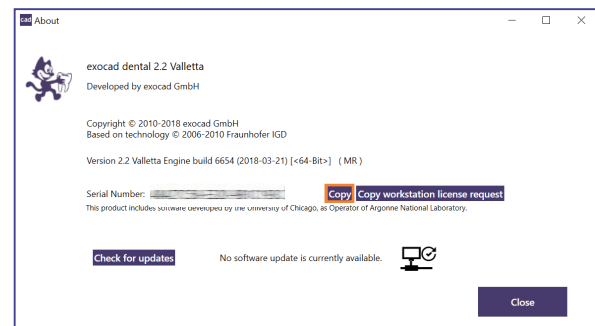 cad About
exocad dental 2.2 Valletta
Developed by exocad GmbH
Copyright © 2010-2018 exocad GmbH
Based on technology © 2006-2010 Fraunhofer IGD
Version 2.2 Valletta Engine build 6654 (2018-03-21) [<64-Bit>] ( MR )
Serial Number: Copy Copy workstation license request
This product includes software developed by the University of Chicago, as Operator of Argonne National Laboratory.
Check for updates No software update is currently available.
Close